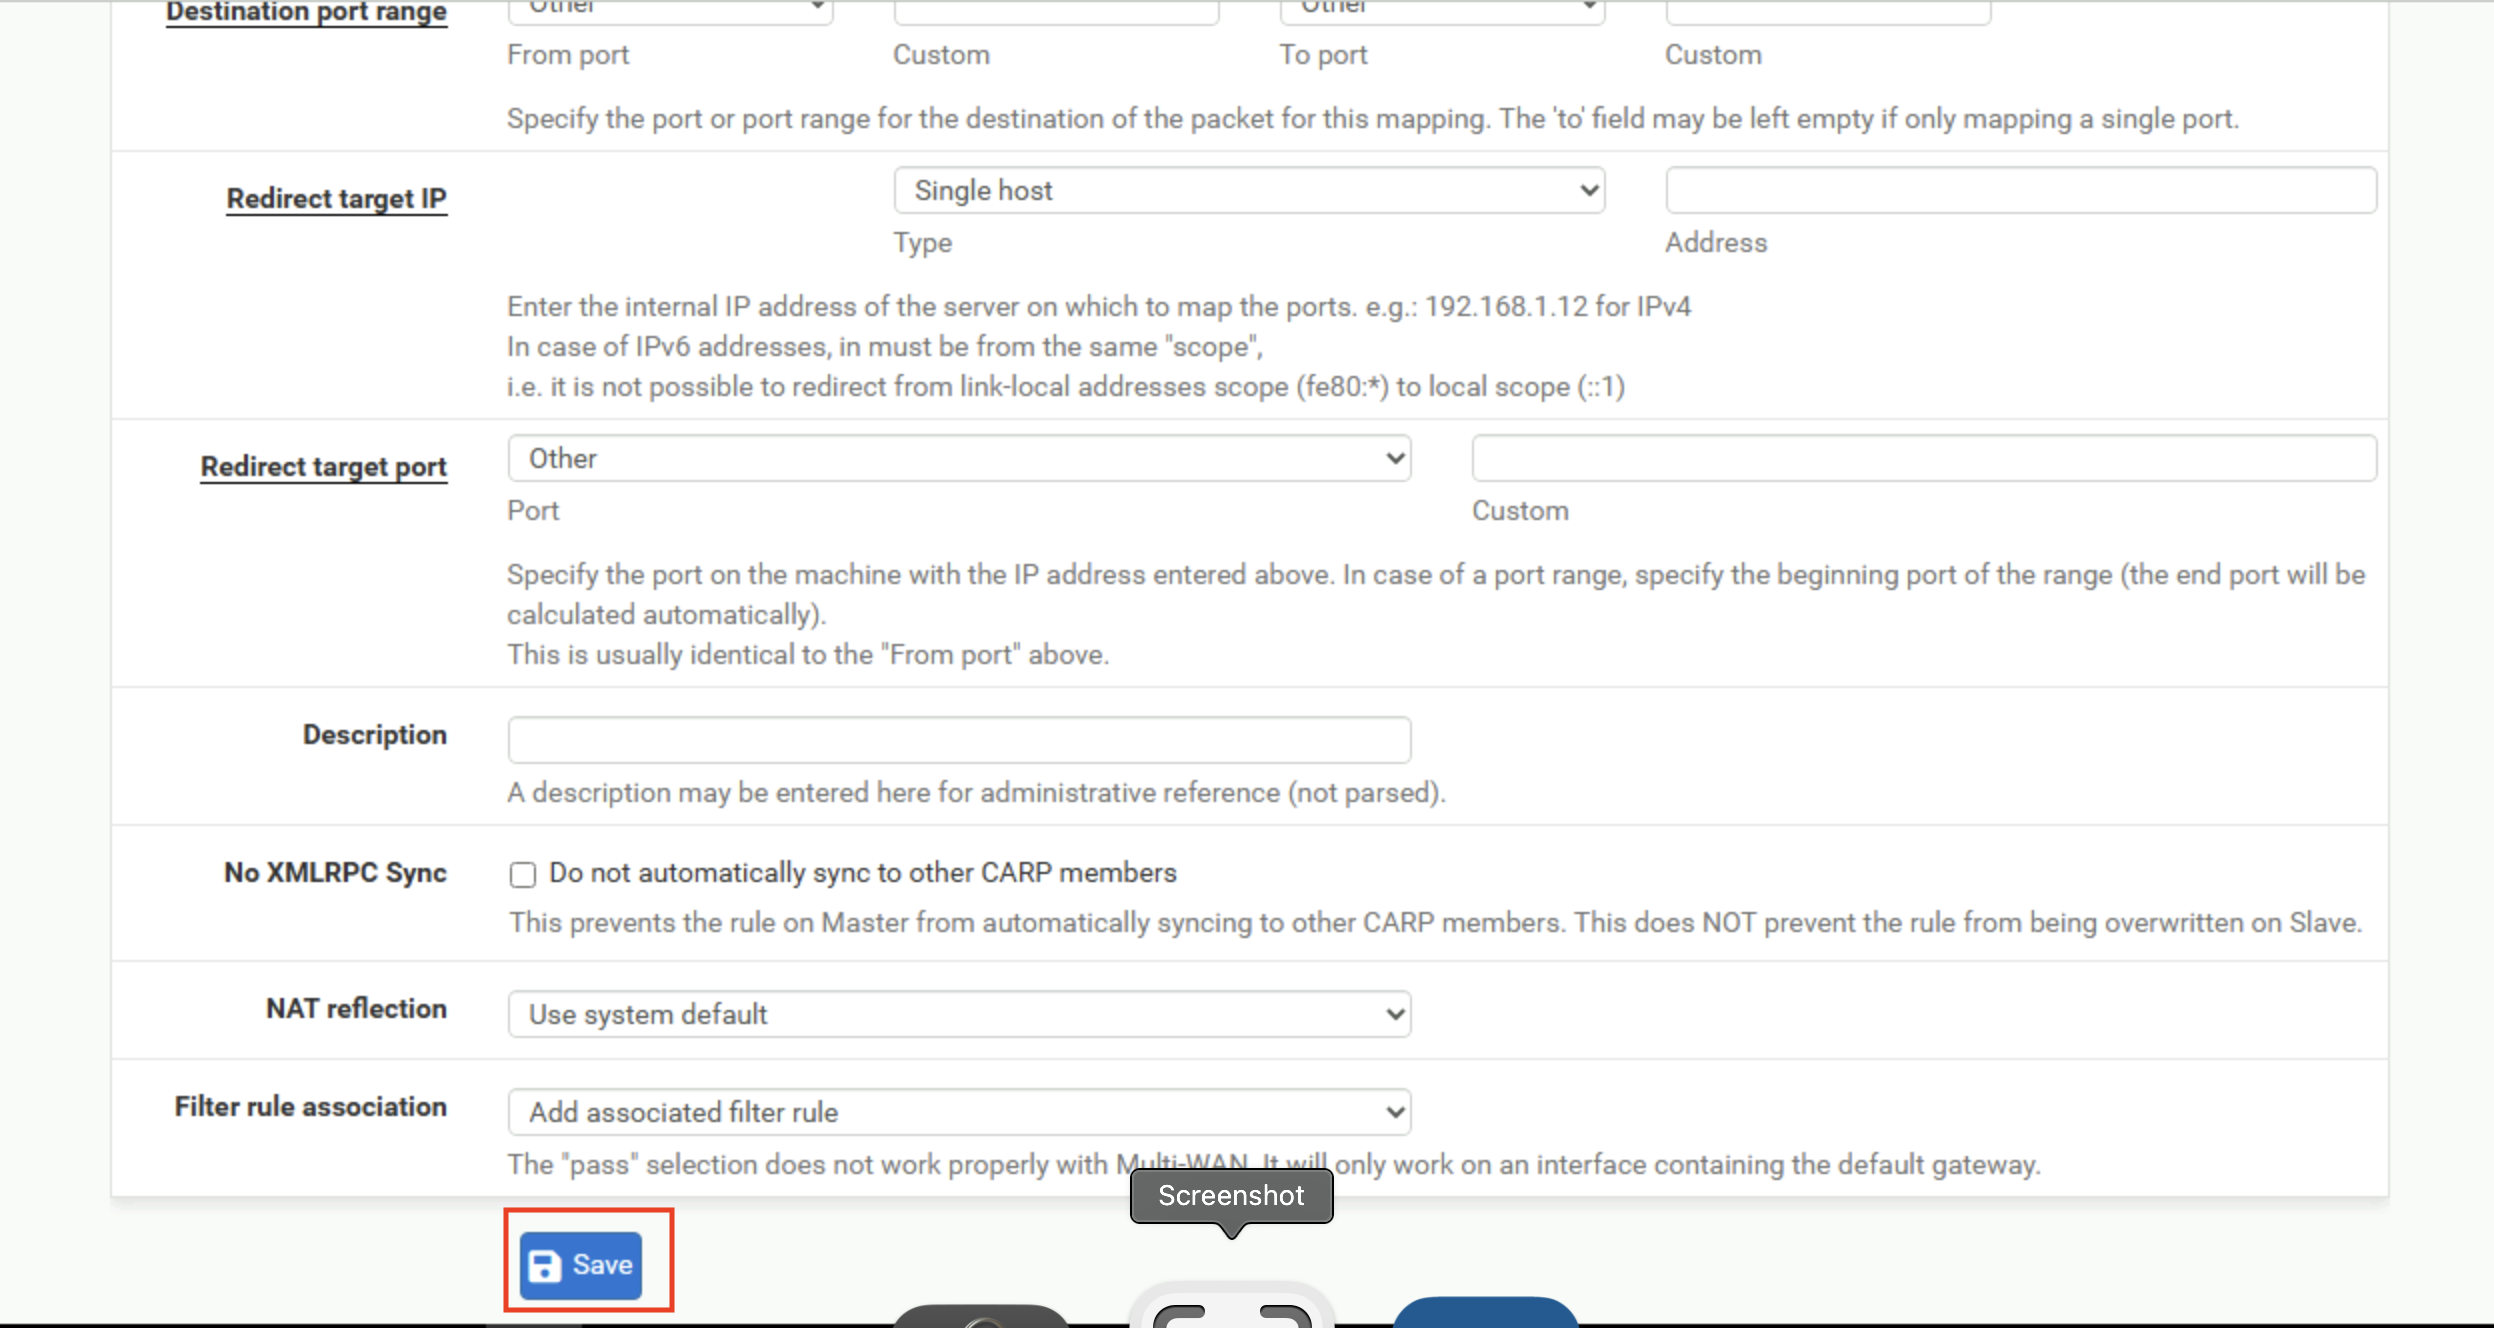 Destination port range
Other
Other
From port
Custom
To port
Custom
Specify the port or port range for the destination of the packet for this mapping. The 'to' field may be left empty if only mapping a single port.
Redirect target IP
Single host
Type
Address
Enter the internal IP address of the server on which to map the ports. e.g.: 192.168.1.12 for IPv4
In case of IPv6 addresses, in must be from the same "scope",
i.e. it is not possible to redirect from link-local addresses scope (fe80:*) to local scope (::1)
Redirect target port
Other
Port
Custom
Specify the port on the machine with the IP address entered above. In case of a port range, specify the beginning port of the range (the end port will be
calculated automatically).
This is usually identical to the "From port" above.
Description
A description may be entered here for administrative reference (not parsed).
No XMLRPC Sync
Do not automatically sync to other CARP members
This prevents the rule on Master from automatically syncing to other CARP members. This does NOT prevent the rule from being overwritten on Slave.
NAT reflection
Use system default
Filter rule association
Add associated filter rule
The "pass" selection does not work properly with Multi-WAN. It will only work on an interface containing the default gateway.
Screenshot
Save